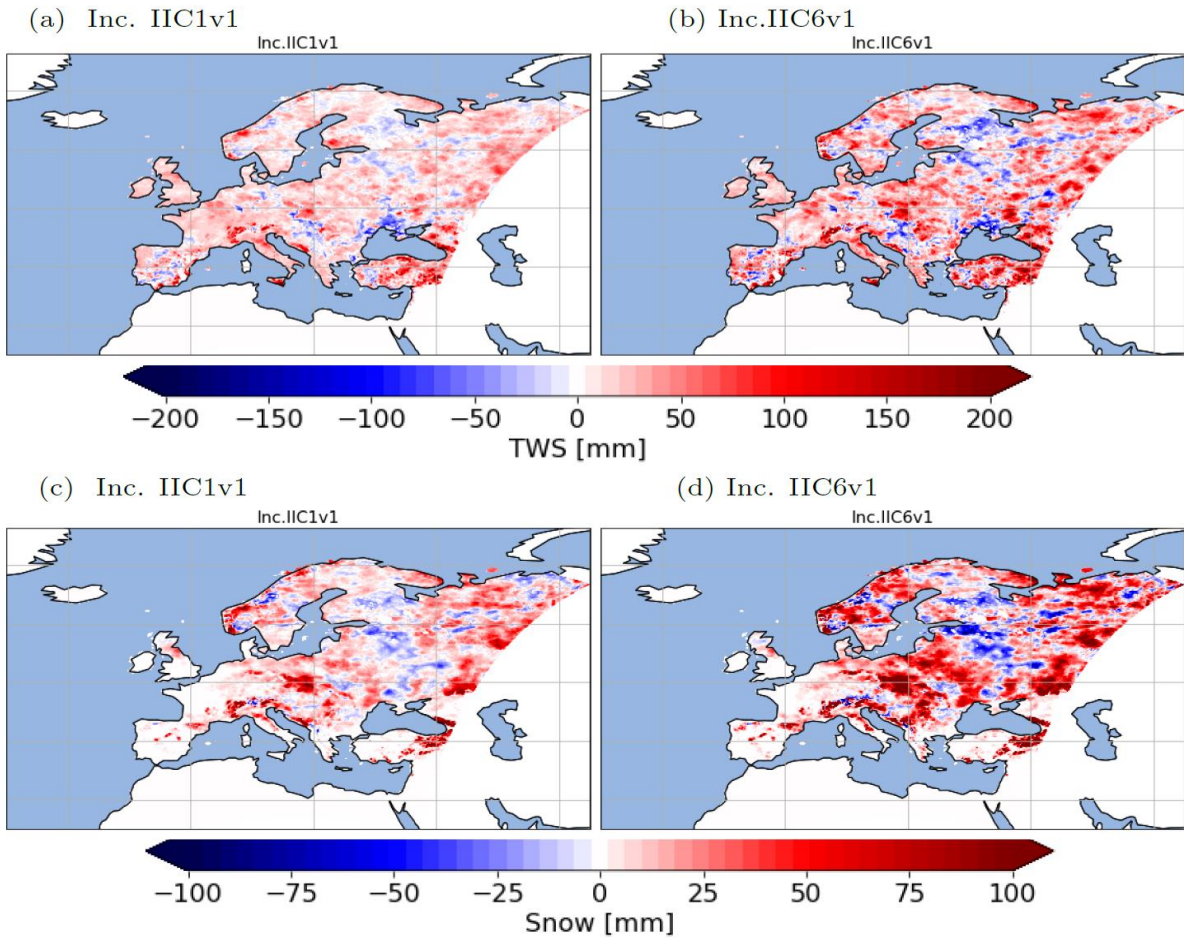 (a) Inc. IIC1v1
(b) Inc.IIC6v1
Inc.IIC1v1
Inc.IIC6v1
−200 −150 −100 −50 0 50 100 150 200
TWS [mm]
(c) Inc. IIC1v1
(d) Inc. IIC6v1
Inc.IIC1v1
Inc.IIC6v1
−100 −75 −50 −25 0 25 50 75 100
Snow [mm]